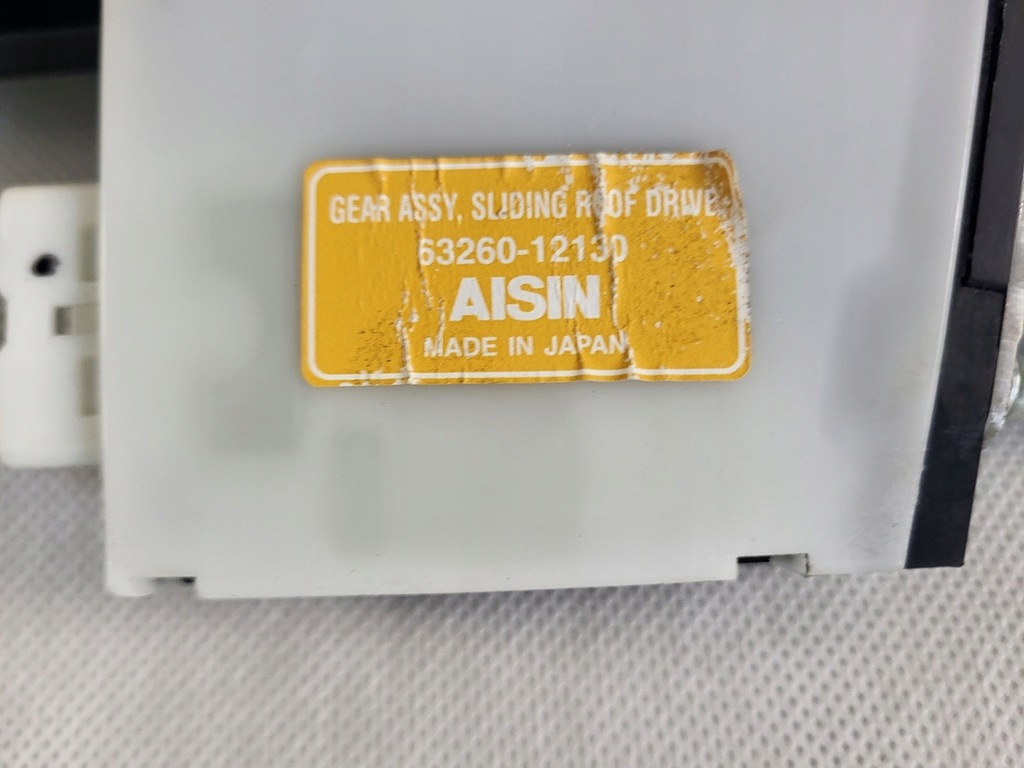 GEAR ASSY, SLIDING ROOF DRIVE
63260-12130
AISIN
MADE IN JAPAN